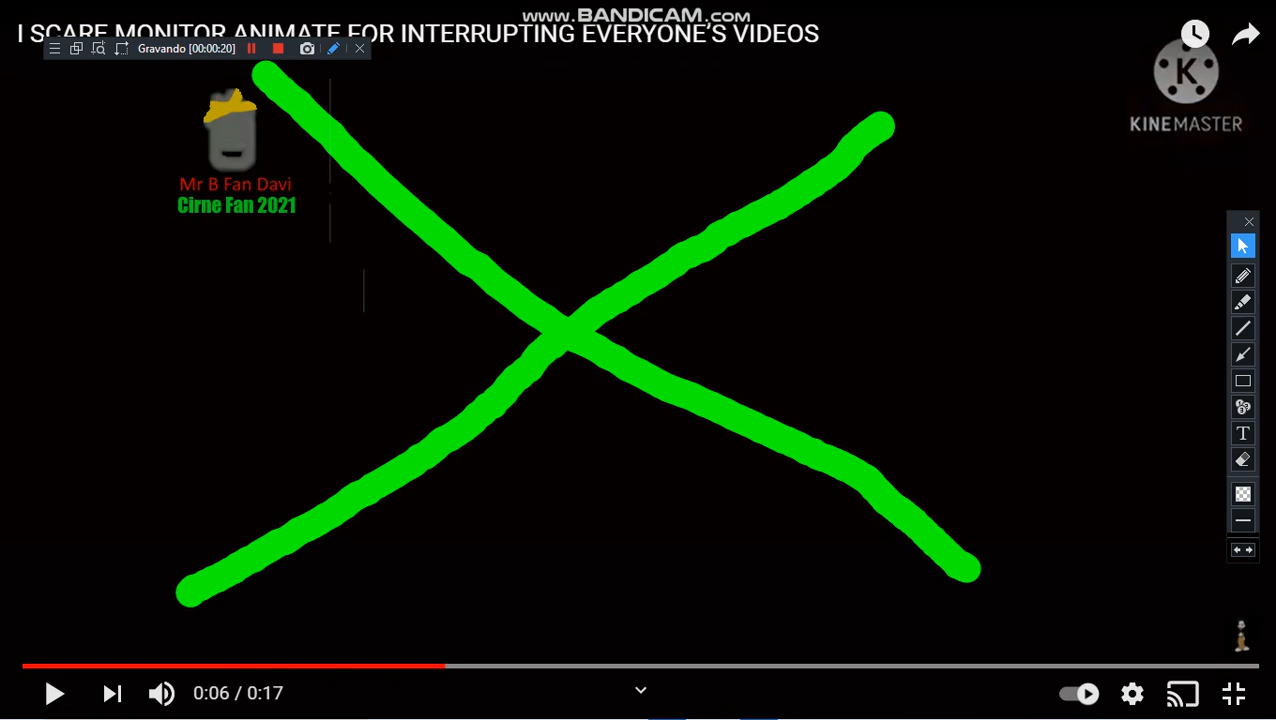 www.BANDICAM.com
I SCARE MONITOR ANIMATE FOR INTERRUPTING EVERYONE'S VIDEOS
Gravando [00:00:20]
K
KINEMASTER
Mr B Fan Davi
Cirne Fan 2021
T
0:06 / 0:17